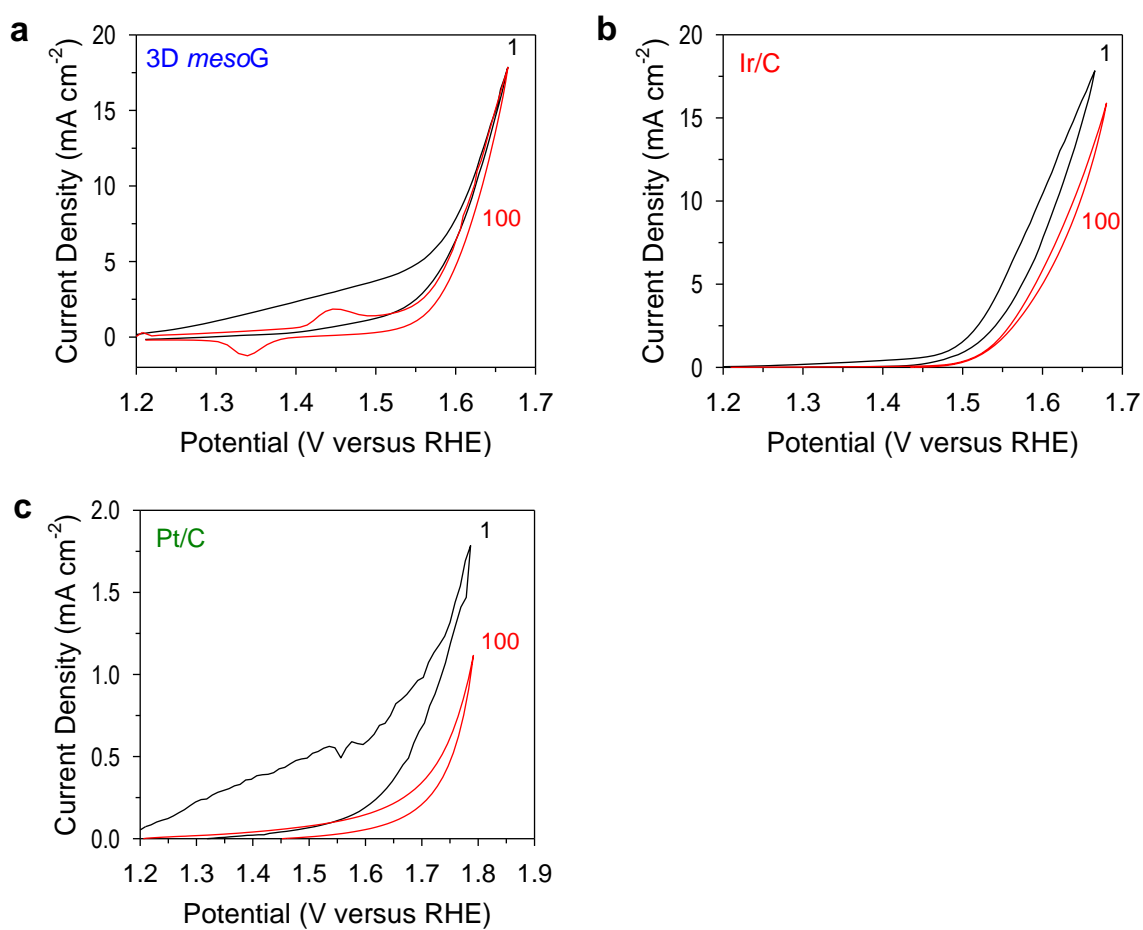 a
20
15
10
5
0
Current Density (mA cm-2)
3D mesoG
1
100
1.2 1.3 1.4 1.5 1.6 1.7
Potential (V versus RHE)
b
20
15
10
5
0
Current Density (mA cm-2)
Ir/C
1
100
1.2 1.3 1.4 1.5 1.6 1.7
Potential (V versus RHE)
c
2.0
1.5
1.0
0.5
0.0
Current Density (mA cm-2)
Pt/C
1
100
1.2 1.3 1.4 1.5 1.6 1.7 1.8 1.9
Potential (V versus RHE)